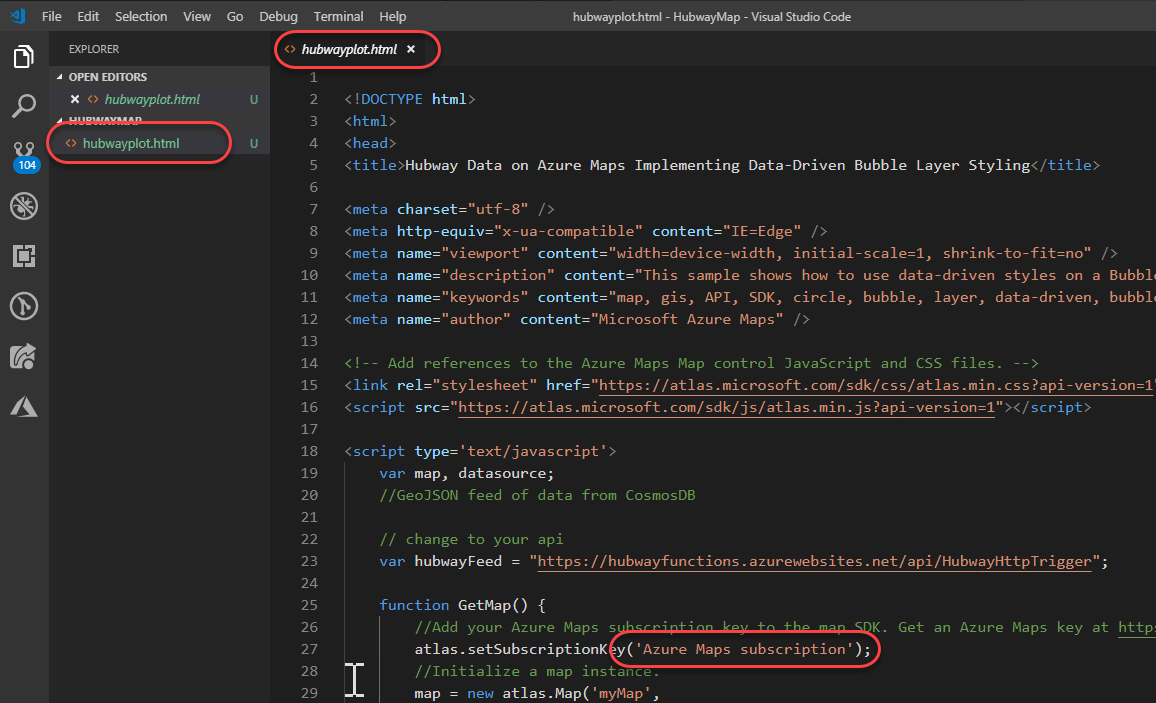 File Edit Selection View Go Debug Terminal Help
hubwayplot.html - HubwayMap - Visual Studio Code
EXPLORER
OPEN EDITORS
hubwayplot.html U
HUBWAYMAP
hubwayplot.html U
104
hubwayplot.html
1
2 <!DOCTYPE html>
3 <html>
4 <head>
5 <title>Hubway Data on Azure Maps Implementing Data-Driven Bubble Layer Styling</title>
6
7 <meta charset="utf-8" />
8 <meta http-equiv="x-ua-compatible" content="IE=Edge" />
9 <meta name="viewport" content="width=device-width, initial-scale=1, shrink-to-fit=no" />
10 <meta name="description" content="This sample shows how to use data-driven styles on a Bubble
11 <meta name="keywords" content="map, gis, API, SDK, circle, bubble, layer, data-driven, bubble
12 <meta name="author" content="Microsoft Azure Maps" />
13
14 <!-- Add references to the Azure Maps Map control JavaScript and CSS files. -->
15 <link rel="stylesheet" href="https://atlas.microsoft.com/sdk/css/atlas.min.css?api-version=1"
16 <script src="https://atlas.microsoft.com/sdk/js/atlas.min.js?api-version=1"></script>
17
18 <script type='text/javascript'>
19 var map, datasource;
20 //GeoJSON feed of data from CosmosDB
21
22 // change to your api
23 var hubwayFeed = "https://hubwayfunctions.azurewebsites.net/api/HubwayHttpTrigger";
24
25 function GetMap() {
26 //Add your Azure Maps subscription key to the map SDK. Get an Azure Maps key at https
27 atlas.setSubscriptionKey('Azure Maps subscription');
28 //Initialize a map instance.
29 map = new atlas.Map('myMap',